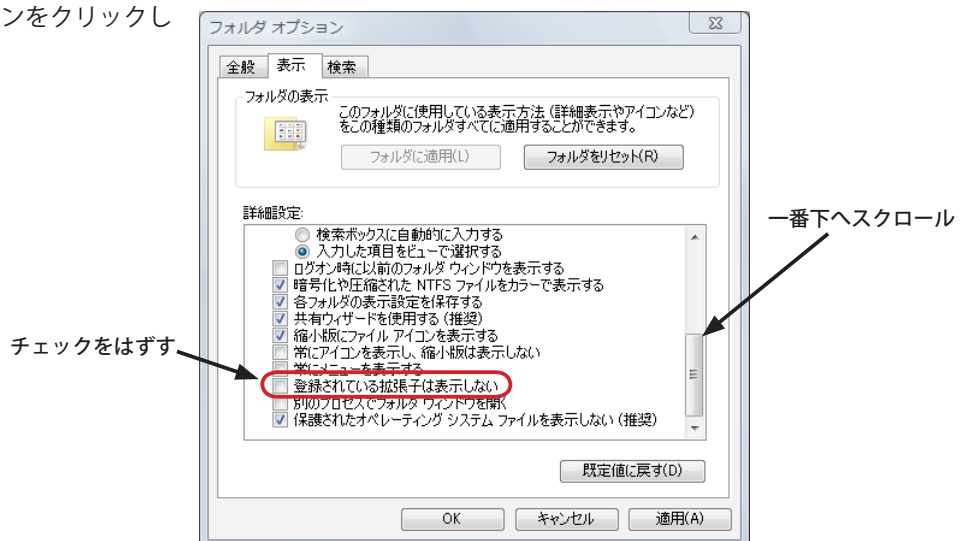 ンをクリックし
フォルダ オプション
全般 表示 検索
フォルダの表示
このフォルダに使用している表示方法 (詳細表示やアイコンなど)
をこの種類のフォルダすべてに適用することができます。
フォルダに適用(L) フォルダをリセット(R)
詳細設定:
検索ボックスに自動的に入力する
入力した項目をビューで選択する
ログオン時に以前のフォルダ ウィンドウを表示する
暗号化や圧縮された NTFS ファイルをカラーで表示する
各フォルダの表示設定を保存する
共有ウィザードを使用する (推奨)
縮小版にファイル アイコンを表示する
常にアイコンを表示し、縮小版は表示しない
常にメニューを表示する
登録されている拡張子は表示しない
別のプロセスでフォルダ ウィンドウを開く
保護されたオペレーティング システム ファイルを表示しない (推奨)
一番下へスクロール
チェックをはずす
既定値に戻す(D)
OK キャンセル 適用(A)